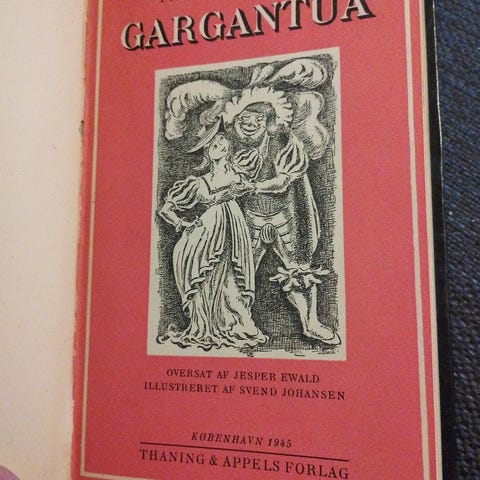 GARGANTUA
OVERSAT AF JESPER EWALD
ILLUSTRERET AF SVEND JOHANSEN
KØBENHAVN 1945
THANING & APPELS FORLAG